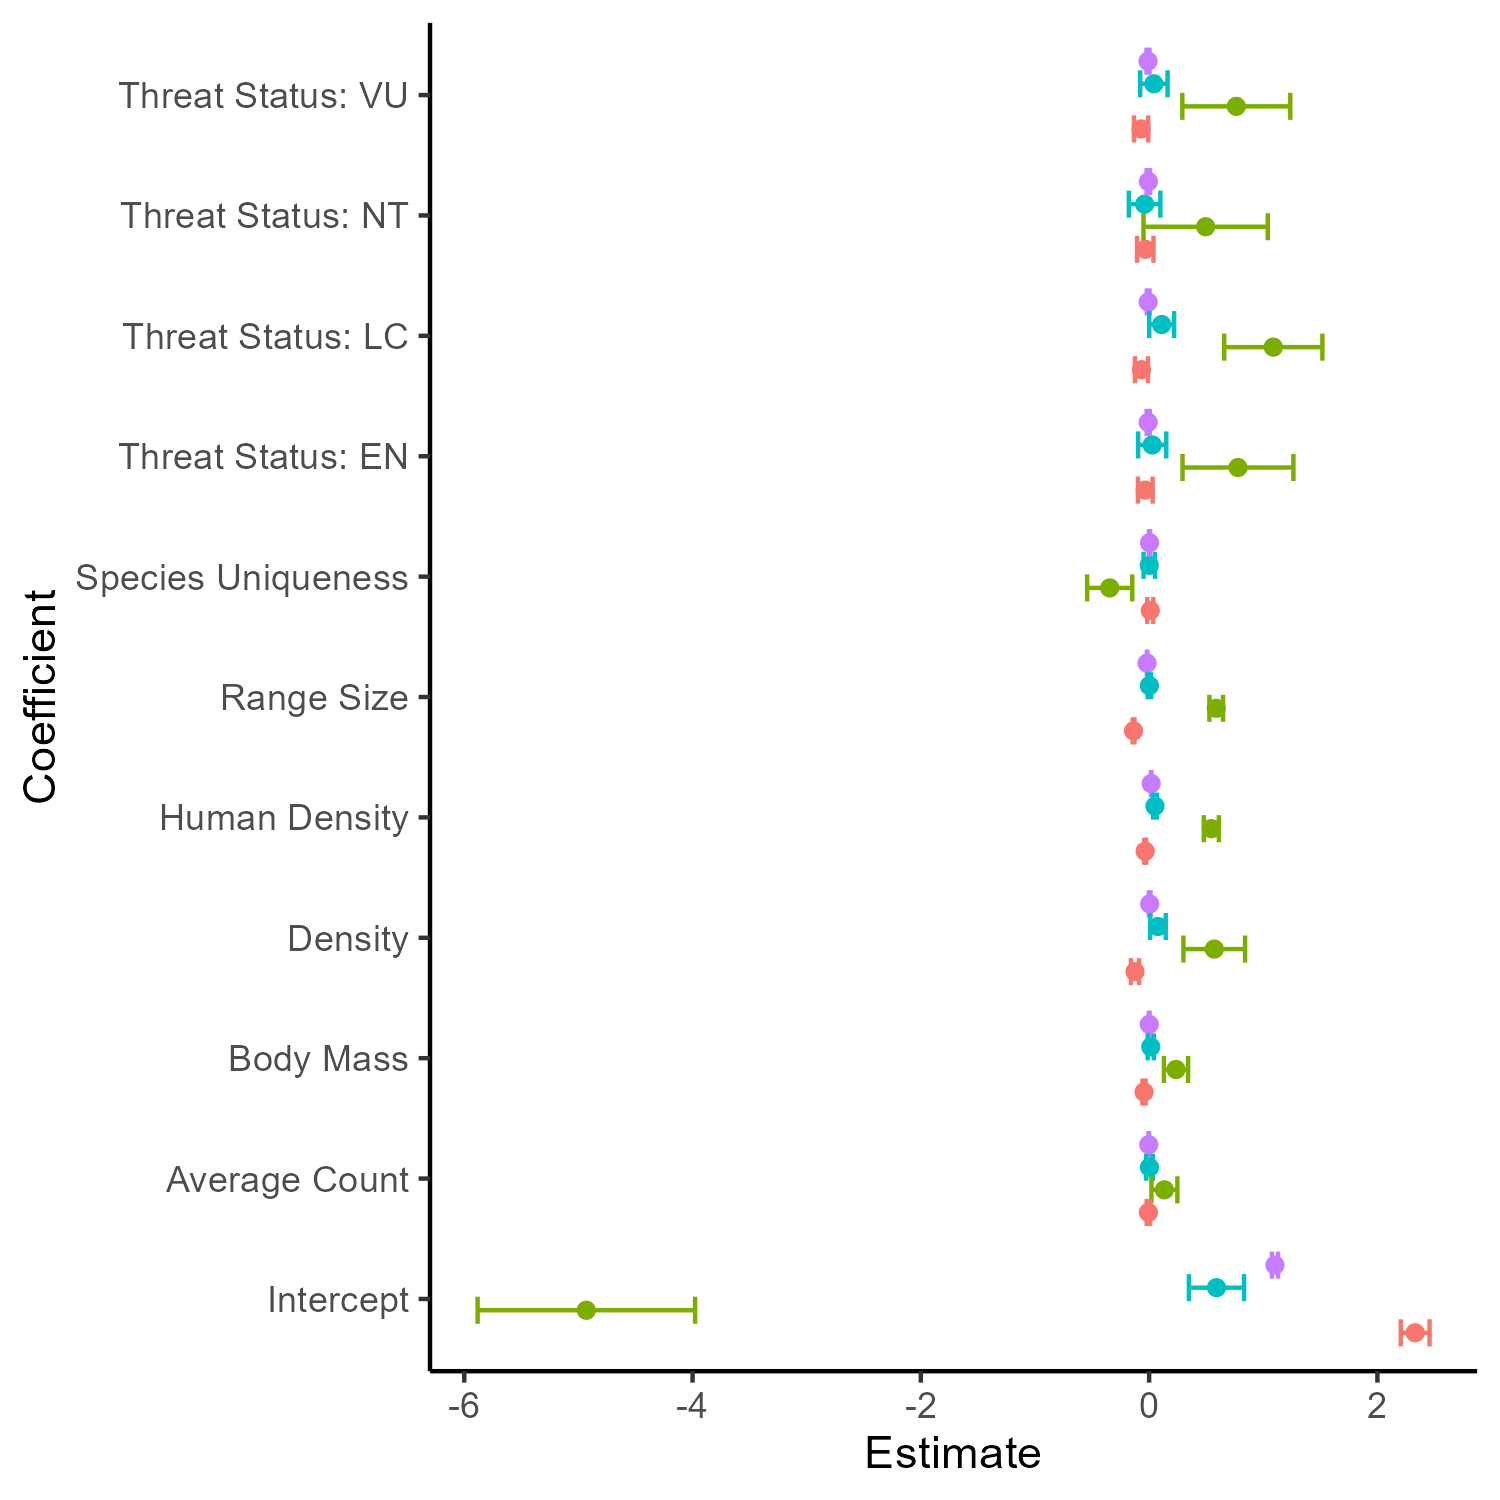 Coefficient
Threat Status: VU
Threat Status: NT
Threat Status: LC
Threat Status: EN
Species Uniqueness
Range Size
Human Density
Density
Body Mass
Average Count
Intercept
-6 -4 -2 0 2
Estimate